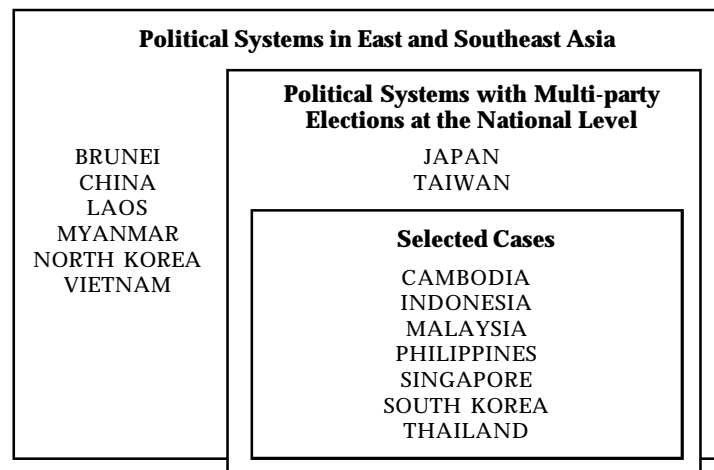 Political Systems in East and Southeast Asia
Political Systems with Multi-party
Elections at the National Level
BRUNEI
CHINA
LAOS
MYANMAR
NORTH KOREA
VIETNAM
JAPAN
TAIWAN
Selected Cases
CAMBODIA
INDONESIA
MALAYSIA
PHILIPPINES
SINGAPORE
SOUTH KOREA
THAILAND